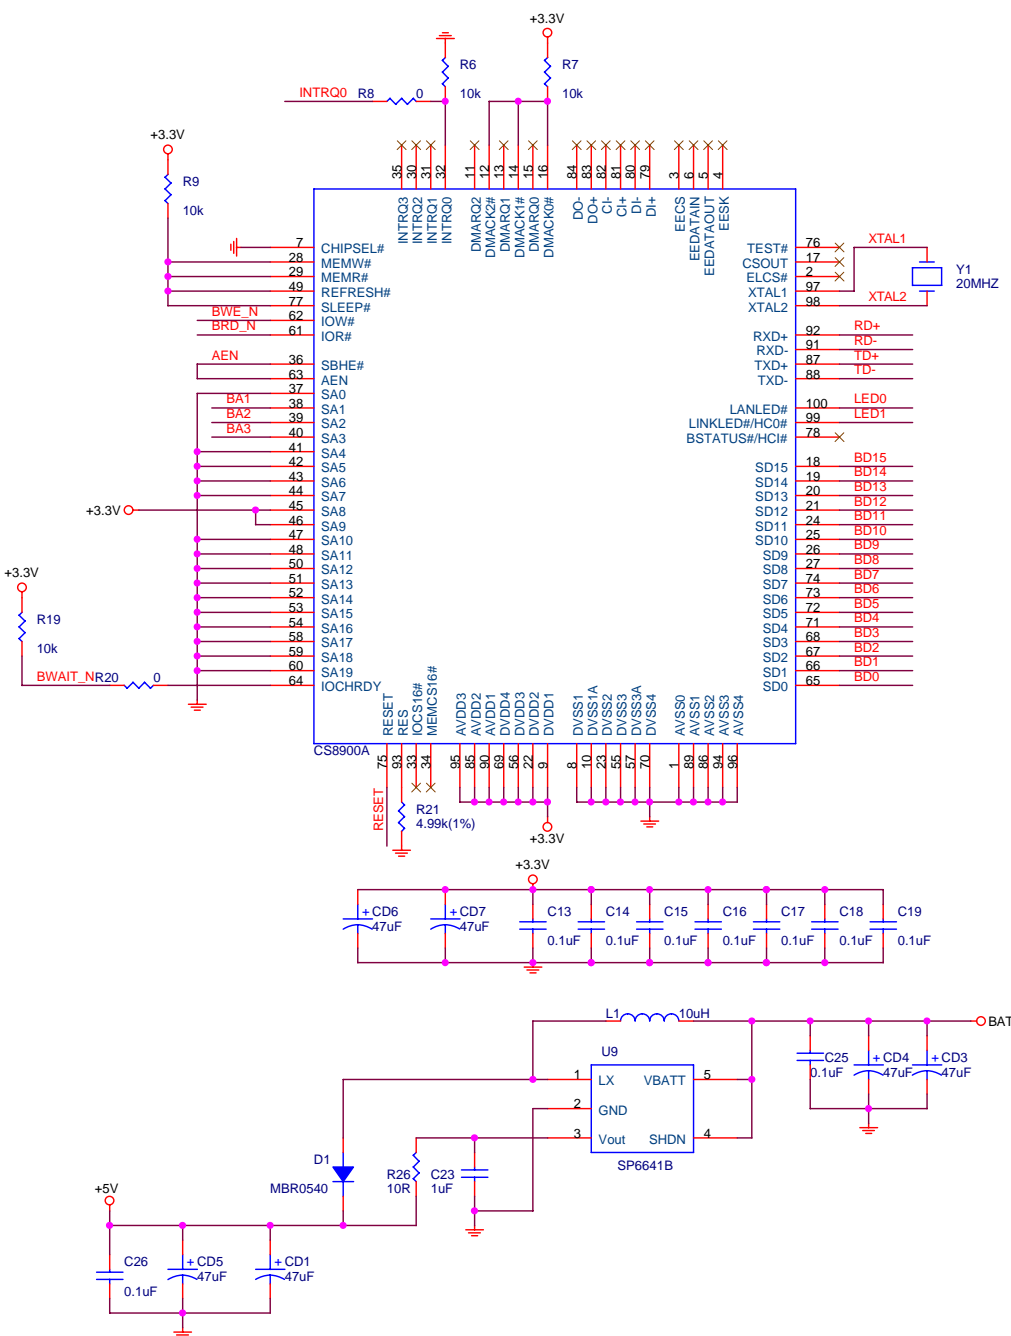 +3.3V
R6
R7
INTRQ0 R8 0
10k
10k
+3.3V
R9
10k
35 30 31 32 11 12 13 14 15 16 84 83 82 81 80 79 3 6 5 4
INTRQ3 INTRQ2 INTRQ1 INTRQ0 DMARQ2 DMACK2# DMARQ1 DMACK1# DMARQ0 DMACK0# DO- DO+ CI- CI+ DI- DI+ EECS EEDATAIN EEDATAOUT EESK
7 CHIPSEL#
28 MEMW#
29 MEMR#
49 REFRESH#
77 SLEEP#
BWE_N 62 IOW#
BRD_N 61 IOR#
AEN 36 SBHE#
63 AEN
37 SA0
BA1 38 SA1
BA2 39 SA2
BA3 40 SA3
41 SA4
42 SA5
43 SA6
44 SA7
+3.3V 45 SA8
46 SA9
47 SA10
48 SA11
50 SA12
51 SA13
52 SA14
53 SA15
54 SA16
58 SA17
59 SA18
60 SA19
64 IOCHRDY
+3.3V
R19
10k
BWAIT_N R20 0
TEST# 76
CSOUT 17
ELCS# 2
XTAL1 97 XTAL1
XTAL2 98 XTAL2
Y1
20MHZ
RXD+ 92 RD+
RXD- 91 RD-
TXD+ 87 TD+
TXD- 88 TD-
LANLED# 100 LED0
LINKLED#/HC0# 99 LED1
BSTATUS#/HCI# 78
SD15 18 BD15
SD14 19 BD14
SD13 20 BD13
SD12 21 BD12
SD11 24 BD11
SD10 25 BD10
SD9 26 BD9
SD8 27 BD8
SD7 74 BD7
SD6 73 BD6
SD5 72 BD5
SD4 71 BD4
SD3 68 BD3
SD2 67 BD2
SD1 66 BD1
SD0 65 BD0
RESET RES IOCS16# MEMCS16# AVDD3 AVDD2 AVDD1 DVDD4 DVDD3 DVDD2 DVDD1 DVSS1 DVSS1A DVSS2 DVSS3 DVSS3A DVSS4 AVSS0 AVSS1 AVSS2 AVSS3 AVSS4
CS8900A
75 93 33 34 95 85 90 69 56 22 9 8 10 23 55 57 70 1 89 86 94 96
RESET
R21
4.99k(1%)
+3.3V
+3.3V
CD6 CD7 C13 C14 C15 C16 C17 C18 C19
47uF 47uF 0.1uF 0.1uF 0.1uF 0.1uF 0.1uF 0.1uF 0.1uF
L1 10uH
BAT
U9
C25 CD4 CD3
0.1uF 47uF 47uF
1 LX VBATT 5
2 GND
3 Vout SHDN 4
SP6641B
D1
MBR0540
R26
10R
C23
1uF
+5V
C26 CD5 CD1
0.1uF 47uF 47uF